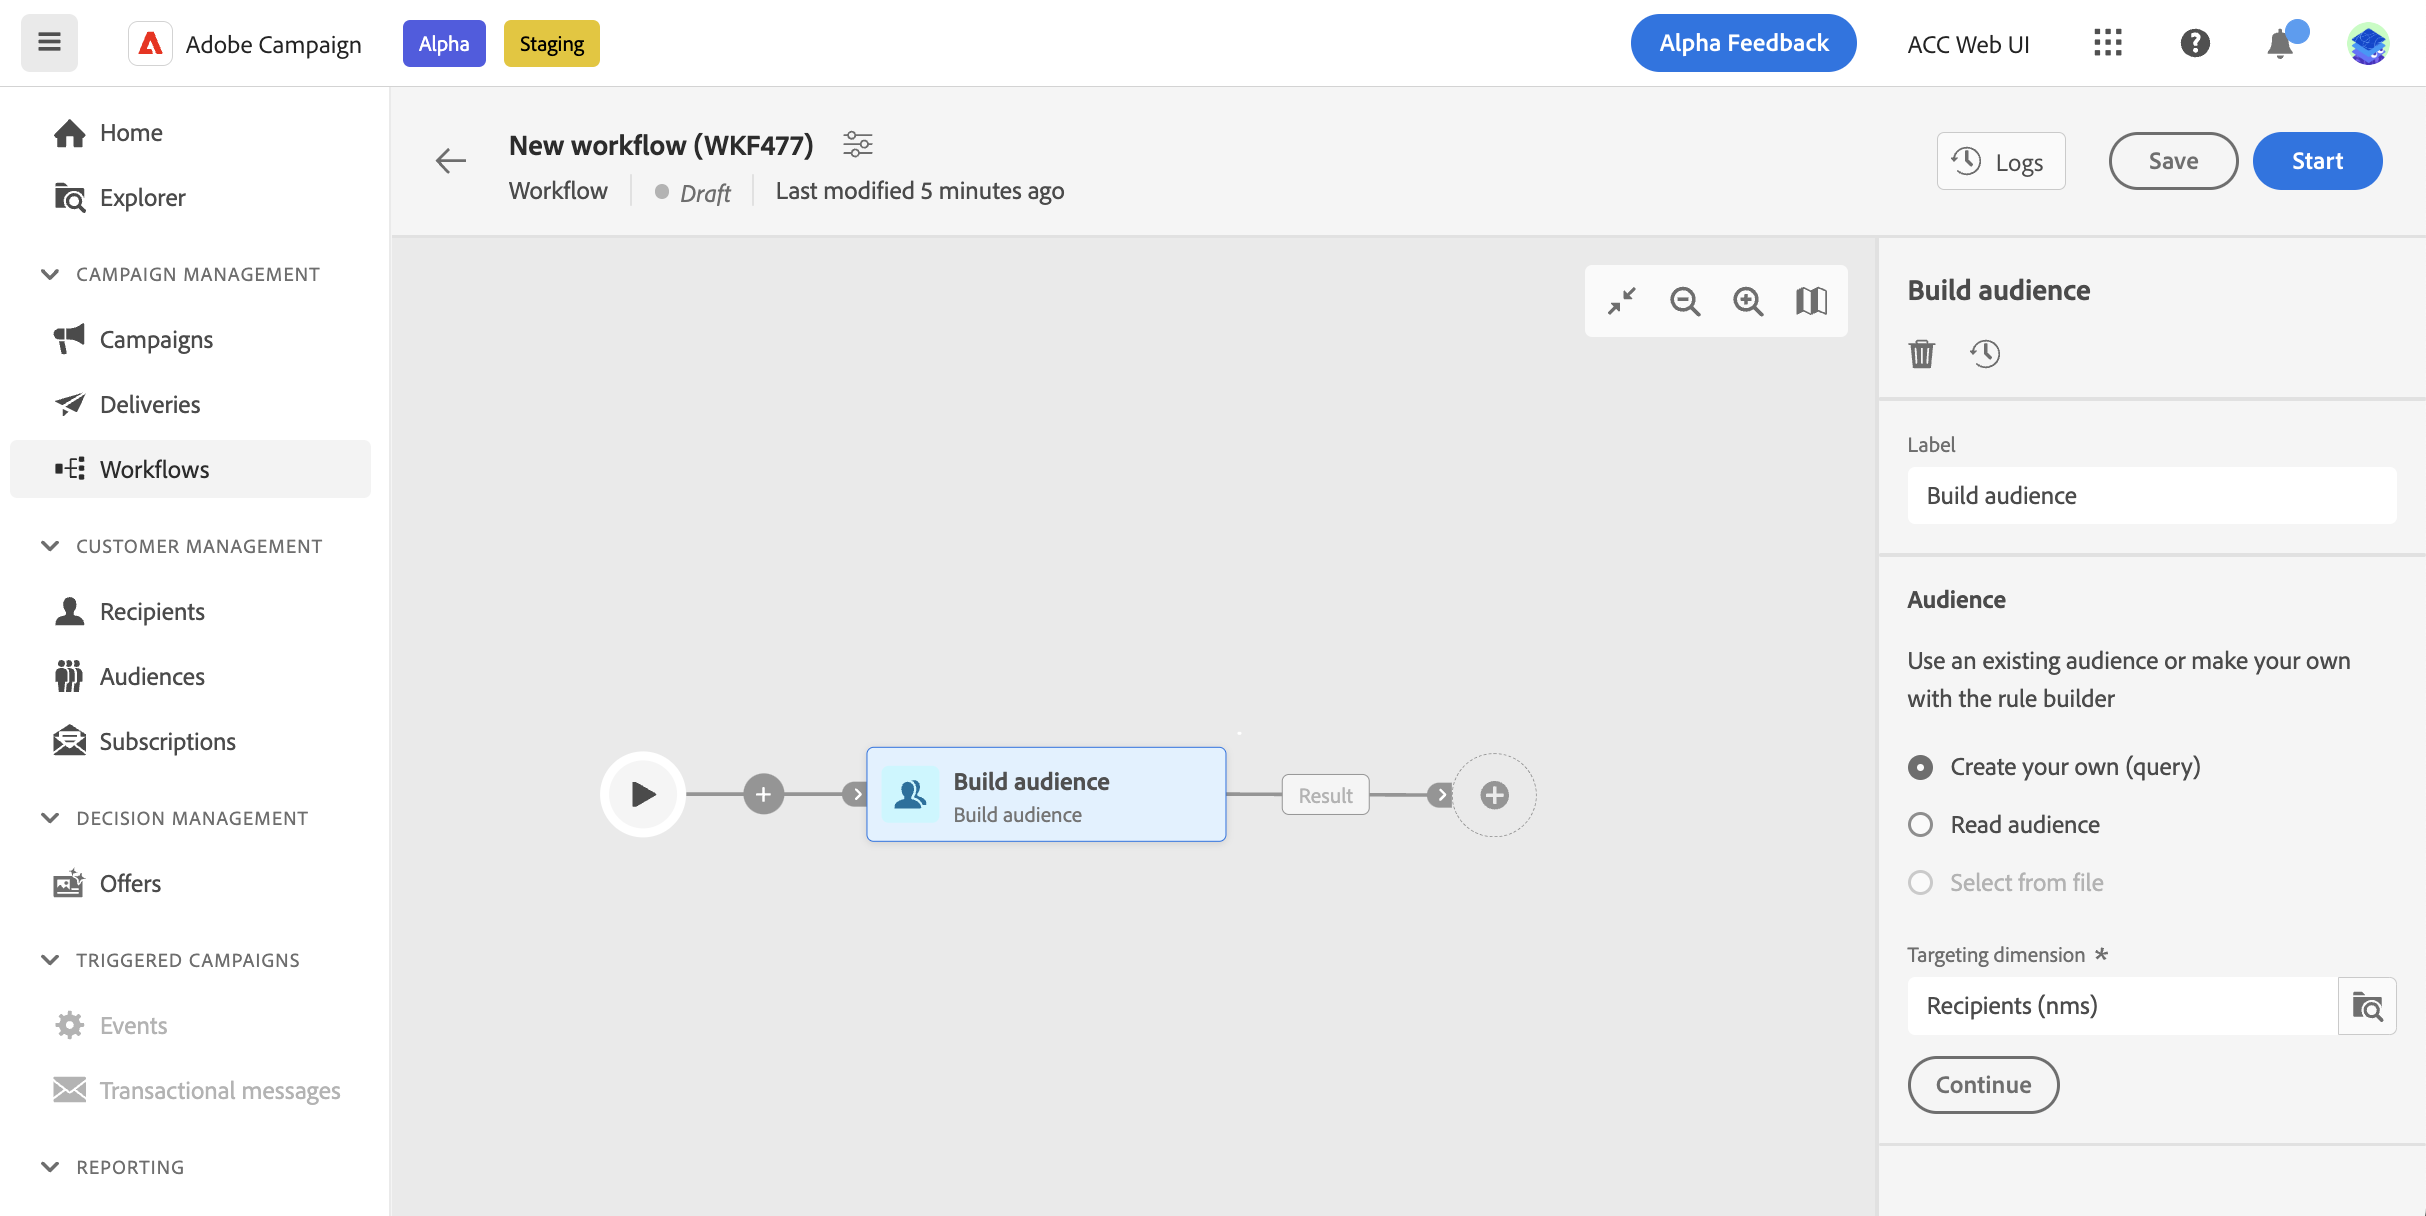 Adobe Campaign
Alpha
Staging
Alpha Feedback
ACC Web UI
Home
Explorer
CAMPAIGN MANAGEMENT
Campaigns
Deliveries
Workflows
CUSTOMER MANAGEMENT
Recipients
Audiences
Subscriptions
DECISION MANAGEMENT
Offers
TRIGGERED CAMPAIGNS
Events
Transactional messages
REPORTING
New workflow (WKF477)
Workflow
Draft
Last modified 5 minutes ago
Logs
Save
Start
Build audience
Build audience
Result
Build audience
Label
Build audience
Audience
Use an existing audience or make your own
with the rule builder
Create your own (query)
Read audience
Select from file
Targeting dimension *
Recipients (nms)
Continue